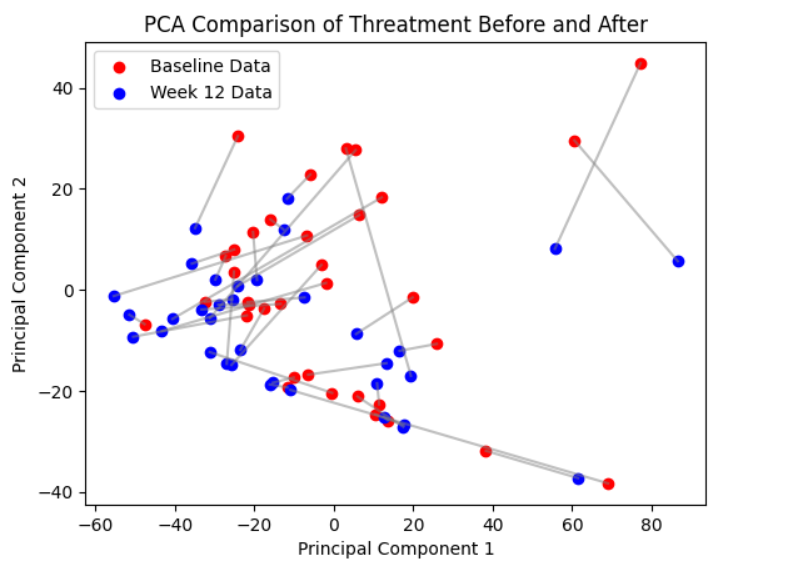 PCA Comparison of Threatment Before and After
Baseline Data
Week 12 Data
40
20
0
−20
−40
Principal Component 2
−60
−40
−20
0
20
40
60
80
Principal Component 1